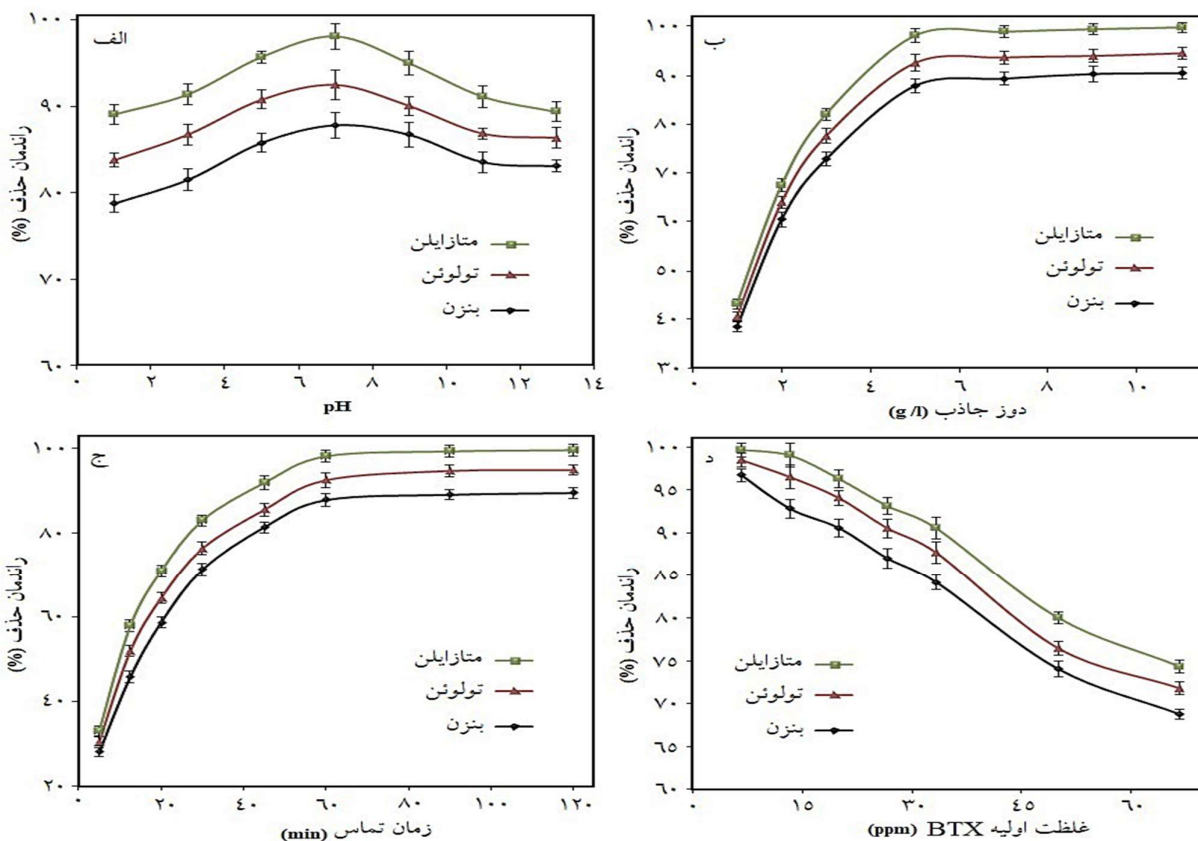 الف
راندمان حذف (%)
۱۰۰
۹۰
۸۰
۷۰
۶۰
متازایلن
تولوئن
بنزن
۰ ۲ ۴ ۶ ۸ ۱۰ ۱۲ ۱۴
pH
ب
راندمان حذف (%)
۱۰۰
۹۰
۸۰
۷۰
۶۰
۵۰
۴۰
۳۰
متازایلن
تولوئن
بنزن
۰ ۲ ۴ ۶ ۸ ۱۰
دوز جاذب (g /l)
ج
راندمان حذف (%)
۱۰۰
۸۰
۶۰
۴۰
۲۰
متازایلن
تولوئن
بنزن
۰ ۲۰ ۴۰ ۶۰ ۸۰ ۱۰۰ ۱۲۰
زمان تماس (min)
د
راندمان حذف (%)
۱۰۰
۹۵
۹۰
۸۵
۸۰
۷۵
۷۰
۶۵
۶۰
متازایلن
تولوئن
بنزن
۰ ۱۵ ۳۰ ۴۵ ۶۰
غلظت اولیه BTX (ppm)